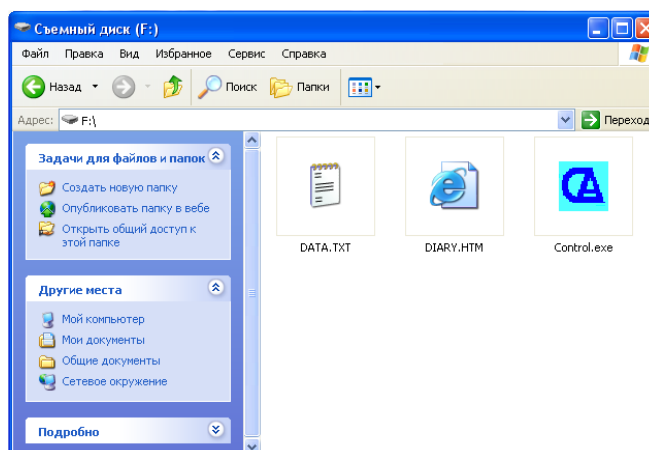 Съемный диск (F:)
Файл Правка Вид Избранное Сервис Справка
Назад Поиск Папки
Адрес: F:\ Переход
Задачи для файлов и папок
Создать новую папку
Опубликовать папку в вебе
Открыть общий доступ к
этой папке
Другие места
Мой компьютер
Мои документы
Общие документы
Сетевое окружение
Подробно
DATA.TXT DIARY.HTM Control.exe